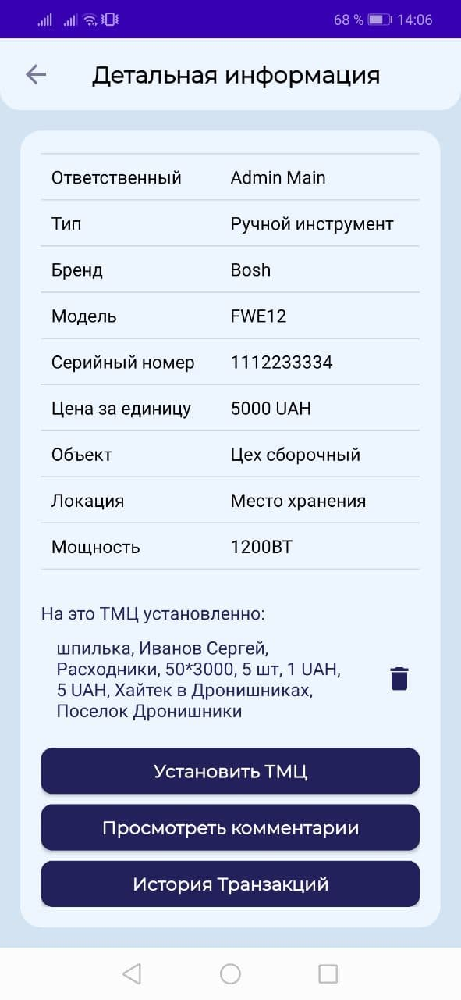 68 % 14:06
Детальная информация
Ответственный Admin Main
Тип Ручной инструмент
Бренд Bosh
Модель FWE12
Серийный номер 1112233334
Цена за единицу 5000 UAH
Объект Цех сборочный
Локация Место хранения
Мощность 1200ВТ
На это ТМЦ установленно:
шпилька, Иванов Сергей,
Расходники, 50*3000, 5 шт, 1 UAH,
5 UAH, Хайтек в Дронишниках,
Поселок Дронишники
Установить ТМЦ
Просмотреть комментарии
История Транзакций